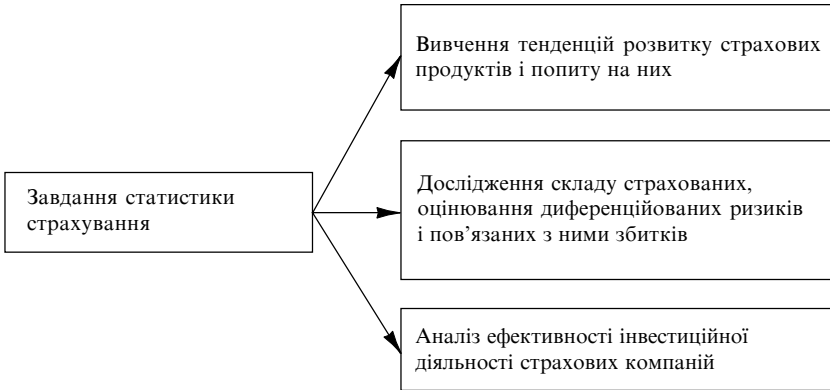 Завдання статистики
страхування
Вивчення тенденцій розвитку страхових
продуктів і попиту на них
Дослідження складу страхованих,
оцінювання диференційованих ризиків
і пов’язаних з ними збитків
Аналіз ефективності інвестиційної
діяльності страхових компаній